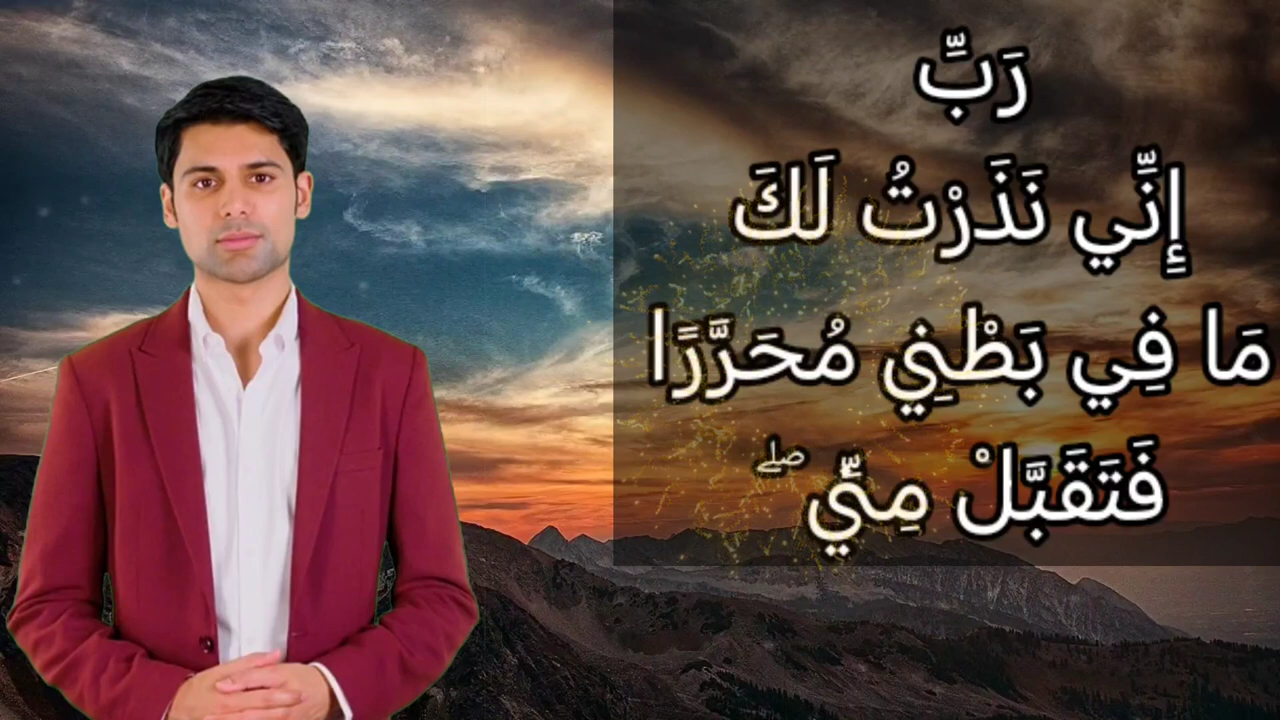 رَبِّ
إِنِّي نَذَرْتُ لَكَ
مَا فِي بَطْنِي مُحَرَّرًا
فَتَقَبَّلْ مِنِّي ۖ